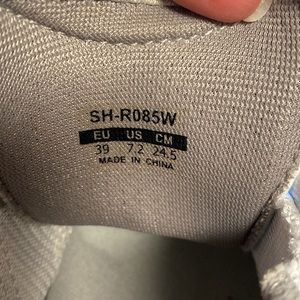 SH-R085W
EU US CM
39 7.2 24.5
MADE IN CHINA